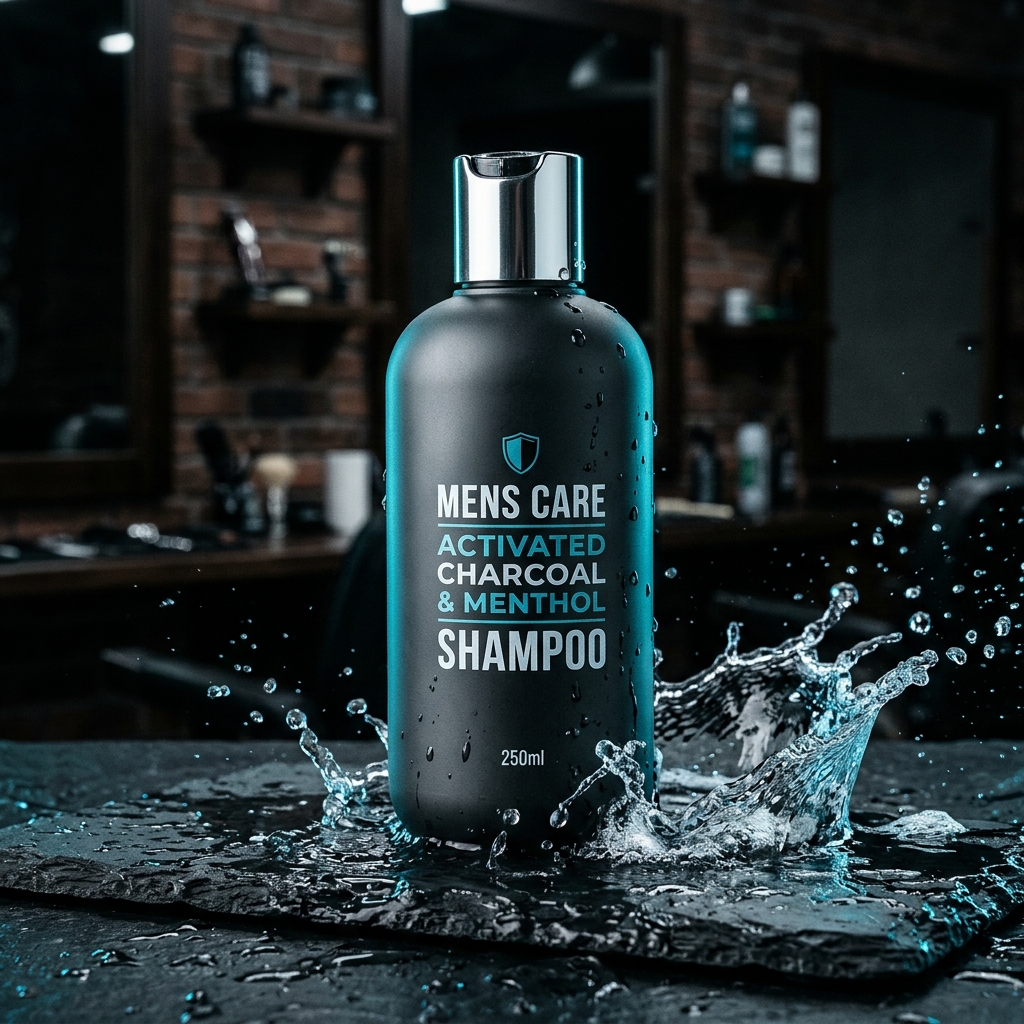 MENS CARE
ACTIVATED
CHARCOAL
& MENTHOL
SHAMPOO
250ml